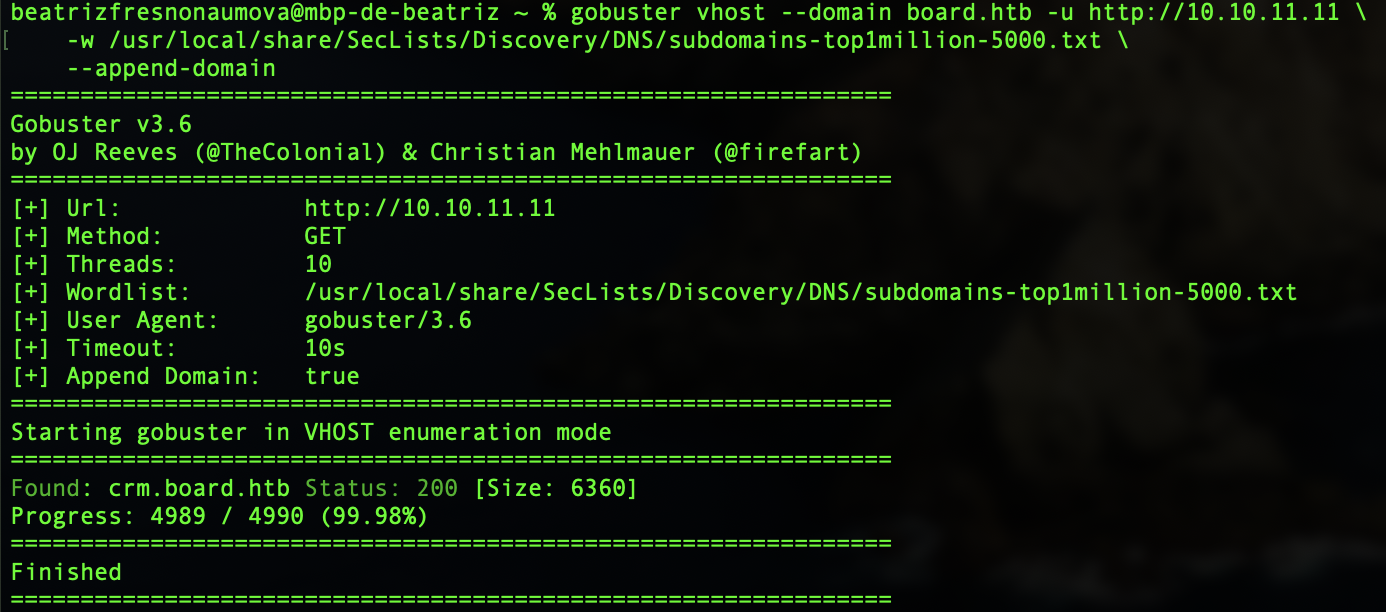 beatrizfresnonaumova@mbp-de-beatriz ~ % gobuster vhost --domain board.htb -u http://10.10.11.11 \
[    -w /usr/local/share/SecLists/Discovery/DNS/subdomains-top1million-5000.txt \
    --append-domain
===============================================================
Gobuster v3.6
by OJ Reeves (@TheColonial) & Christian Mehlmauer (@firefart)
===============================================================
[+] Url:             http://10.10.11.11
[+] Method:          GET
[+] Threads:         10
[+] Wordlist:        /usr/local/share/SecLists/Discovery/DNS/subdomains-top1million-5000.txt
[+] User Agent:      gobuster/3.6
[+] Timeout:         10s
[+] Append Domain:   true
===============================================================
Starting gobuster in VHOST enumeration mode
===============================================================
Found: crm.board.htb Status: 200 [Size: 6360]
Progress: 4989 / 4990 (99.98%)
===============================================================
Finished
===============================================================